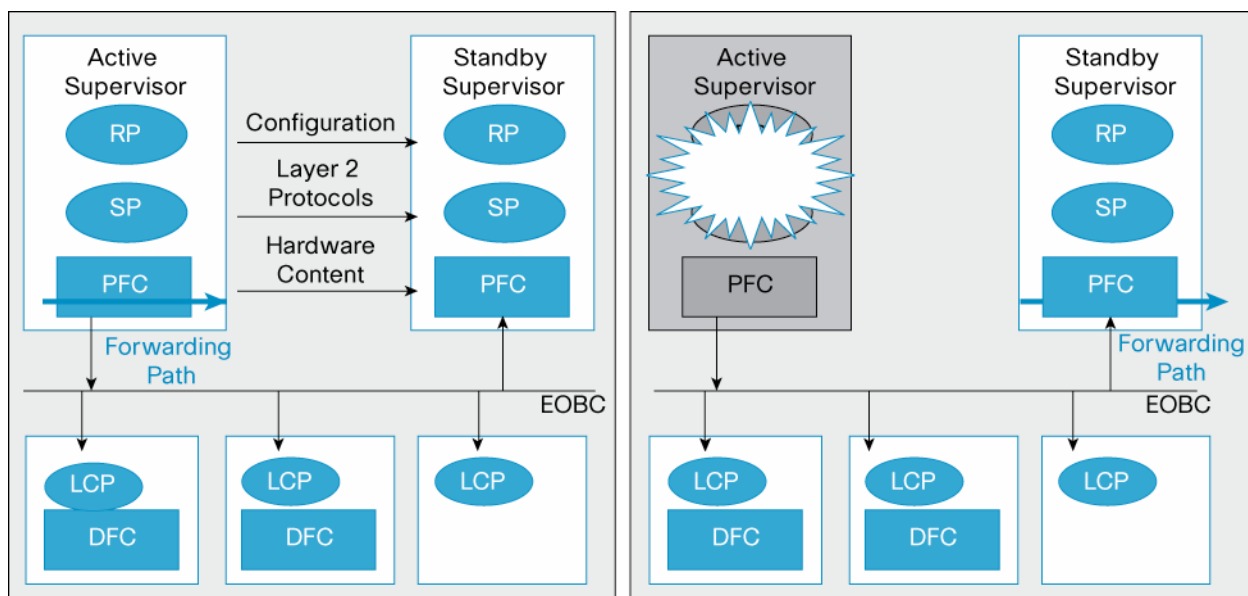 Active
Supervisor
RP
SP
PFC
Forwarding
Path
Configuration
Layer 2
Protocols
Hardware
Content
Standby
Supervisor
RP
SP
PFC
EOBC
LCP
DFC
LCP
DFC
LCP
Active
Supervisor
PFC
Standby
Supervisor
RP
SP
PFC
Forwarding
Path
EOBC
LCP
DFC
LCP
DFC
LCP